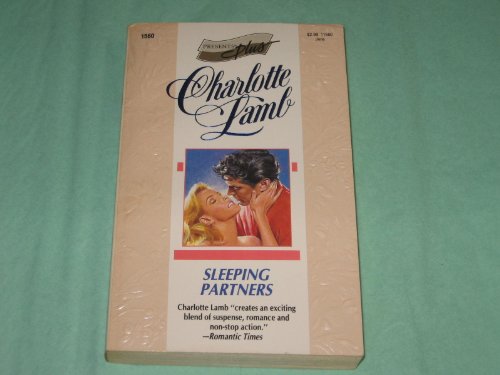 1560
PRESENTS
Plus
Charlotte
Lamb
SLEEPING
PARTNERS
Charlotte Lamb "creates an exciting
blend of suspense, romance and
non-stop action."
—Romantic Times